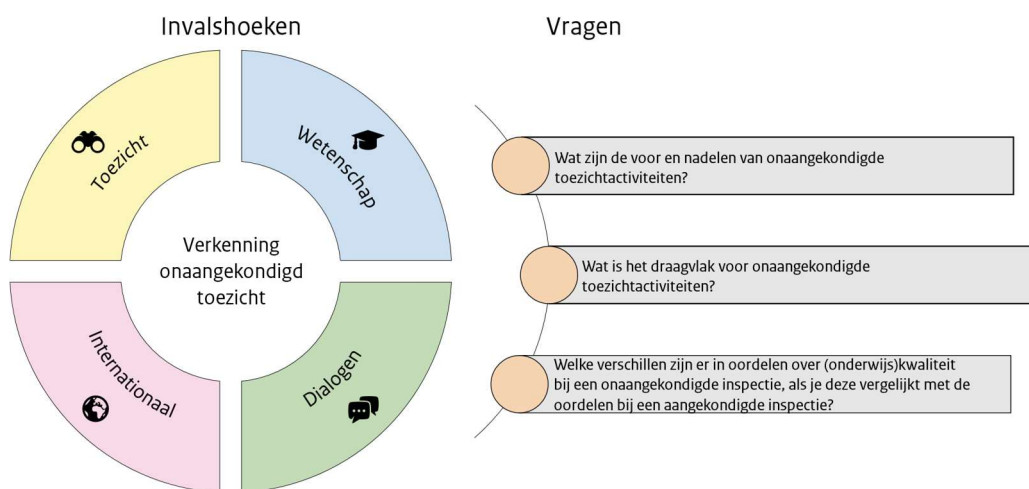 Invalshoeken
Vragen
Toezicht
Wetenschap
Verkenning
onaangekondigd
toezicht
Internationaal
Dialogen
Wat zijn de voor en nadelen van onaangekondigde
toezichtactiviteiten?
Wat is het draagvlak voor onaangekondigde
toezichtactiviteiten?
Welke verschillen zijn er in oordelen over (onderwijs)kwaliteit
bij een onaangekondigde inspectie, als je deze vergelijkt met de
oordelen bij een aangekondigde inspectie?